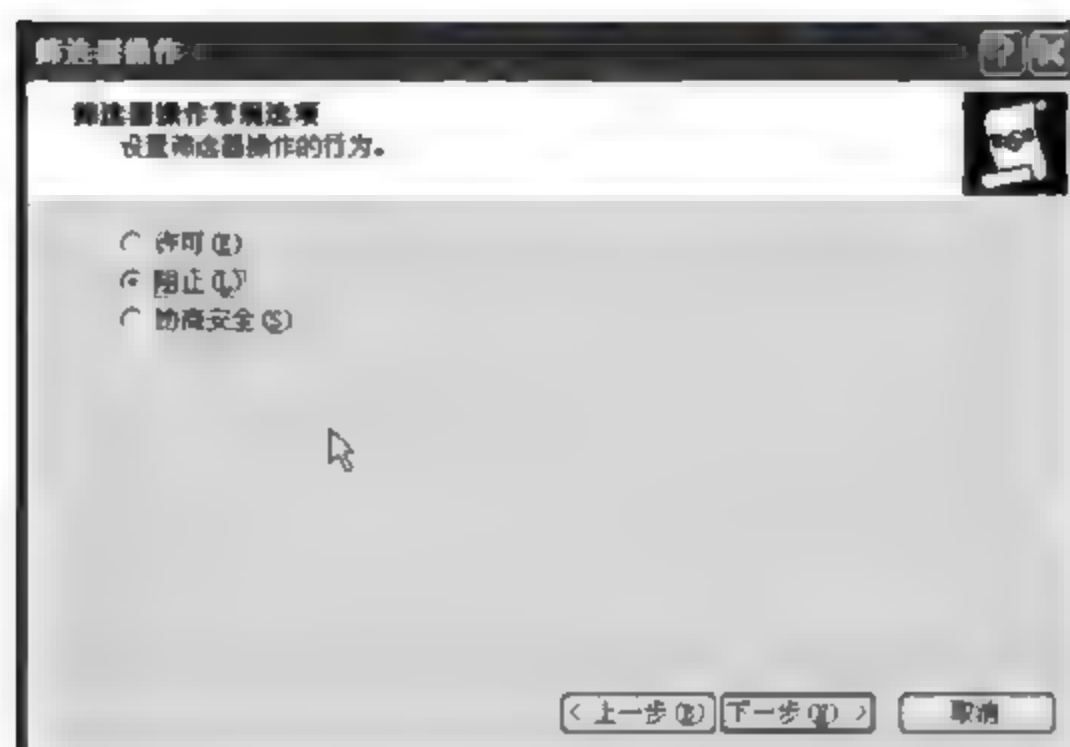 筛选器操作
筛选器操作常规选项
设置筛选器操作的行为。
许可(E)
阻止(L)
协商安全(S)
< 上一步(B)
下一步(N) >
取消